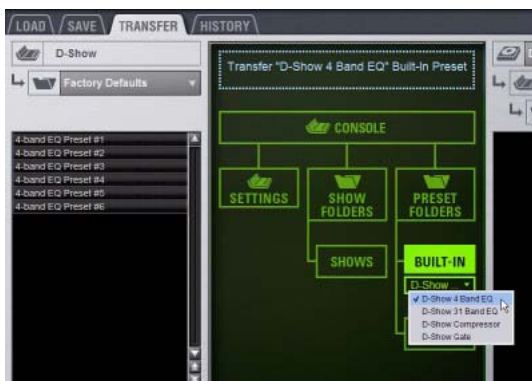 LOAD
SAVE
TRANSFER
HISTORY
D-Show
Factory Defaults
4-band EQ Preset #1
4-band EQ Preset #2
4-band EQ Preset #3
4-band EQ Preset #4
4-band EQ Preset #5
4-band EQ Preset #6
Transfer "D-Show 4 Band EQ" Built-In Preset
CONSOLE
SETTINGS
SHOW
FOLDERS
PRESET
FOLDERS
SHOWS
BUILT-IN
D-Show ...
D-Show 4 Band EQ
D-Show 31 Band EQ
D-Show Compressor
D-Show Gate